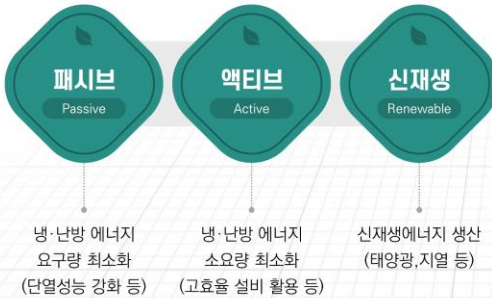 패시브
Passive
액티브
Active
신재생
Renewable
냉·난방 에너지
요구량 최소화
(단열성능 강화 등)
냉·난방 에너지
소요량 최소화
(고효율 설비 활용 등)
신재생에너지 생산
(태양광,지열 등)